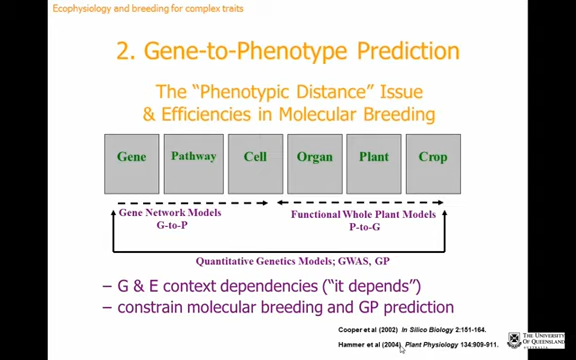 Ecophysiology and breeding for complex traits
2. Gene-to-Phenotype Prediction
The “Phenotypic Distance” Issue
& Efficiencies in Molecular Breeding
Gene Pathway Cell Organ Plant Crop
Gene Network Models
G-to-P
Functional Whole Plant Models
P-to-G
Quantitative Genetics Models; GWAS, GP
– G & E context dependencies (“it depends”)
– constrain molecular breeding and GP prediction
Cooper et al (2002) In Silico Biology 2:151-164.
Hammer et al (2004) Plant Physiology 134:909-911.
THE UNIVERSITY
OF QUEENSLAND